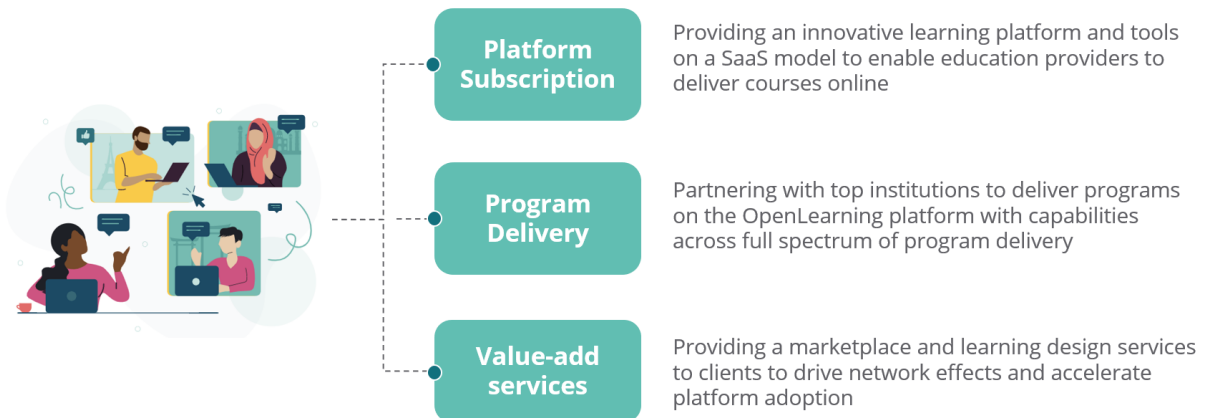 Platform
Subscription
Providing an innovative learning platform and tools
on a SaaS model to enable education providers to
deliver courses online
Program
Delivery
Partnering with top institutions to deliver programs
on the OpenLearning platform with capabilities
across full spectrum of program delivery
Value-add
services
Providing a marketplace and learning design services
to clients to drive network effects and accelerate
platform adoption